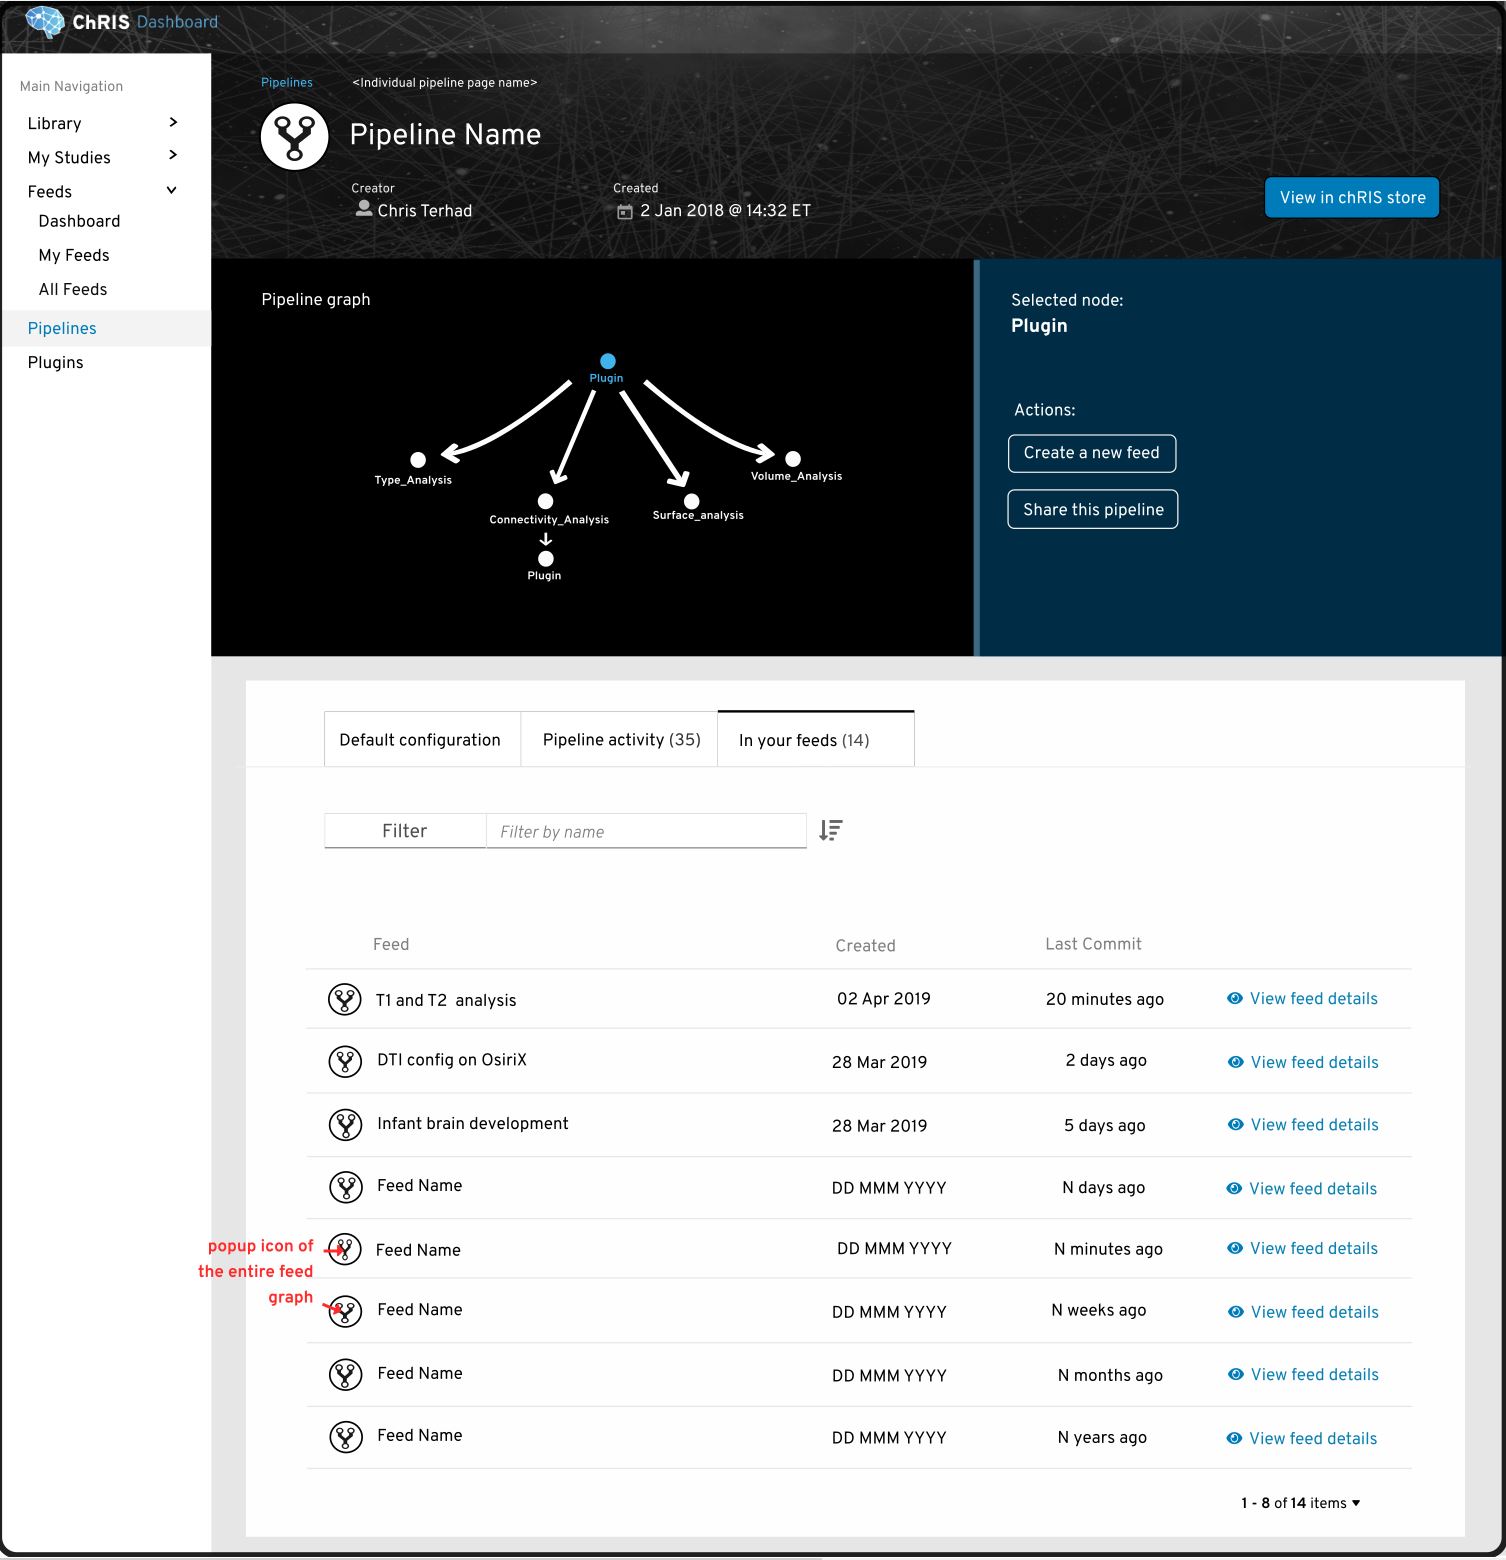 ChRIS Dashboard
Main Navigation
Library
My Studies
Feeds
Dashboard
My Feeds
All Feeds
Pipelines
Plugins
Pipelines <Individual pipeline page name>
Pipeline Name
Creator
Chris Terhad
Created
2 Jan 2018 @ 14:32 ET
View in chRIS store
Pipeline graph
Plugin
Type_Analysis
Volume_Analysis
Connectivity_Analysis
Surface_analysis
Plugin
Selected node:
Plugin
Actions:
Create a new feed
Share this pipeline
Default configuration
Pipeline activity (35)
In your feeds (14)
Filter
Filter by name
Feed Created Last Commit
T1 and T2 analysis 02 Apr 2019 20 minutes ago View feed details
DTI config on OsiriX 28 Mar 2019 2 days ago View feed details
Infant brain development 28 Mar 2019 5 days ago View feed details
Feed Name DD MMM YYYY N days ago View feed details
Feed Name DD MMM YYYY N minutes ago View feed details
Feed Name DD MMM YYYY N weeks ago View feed details
Feed Name DD MMM YYYY N months ago View feed details
Feed Name DD MMM YYYY N years ago View feed details
popup icon of
the entire feed
graph
1 - 8 of 14 items